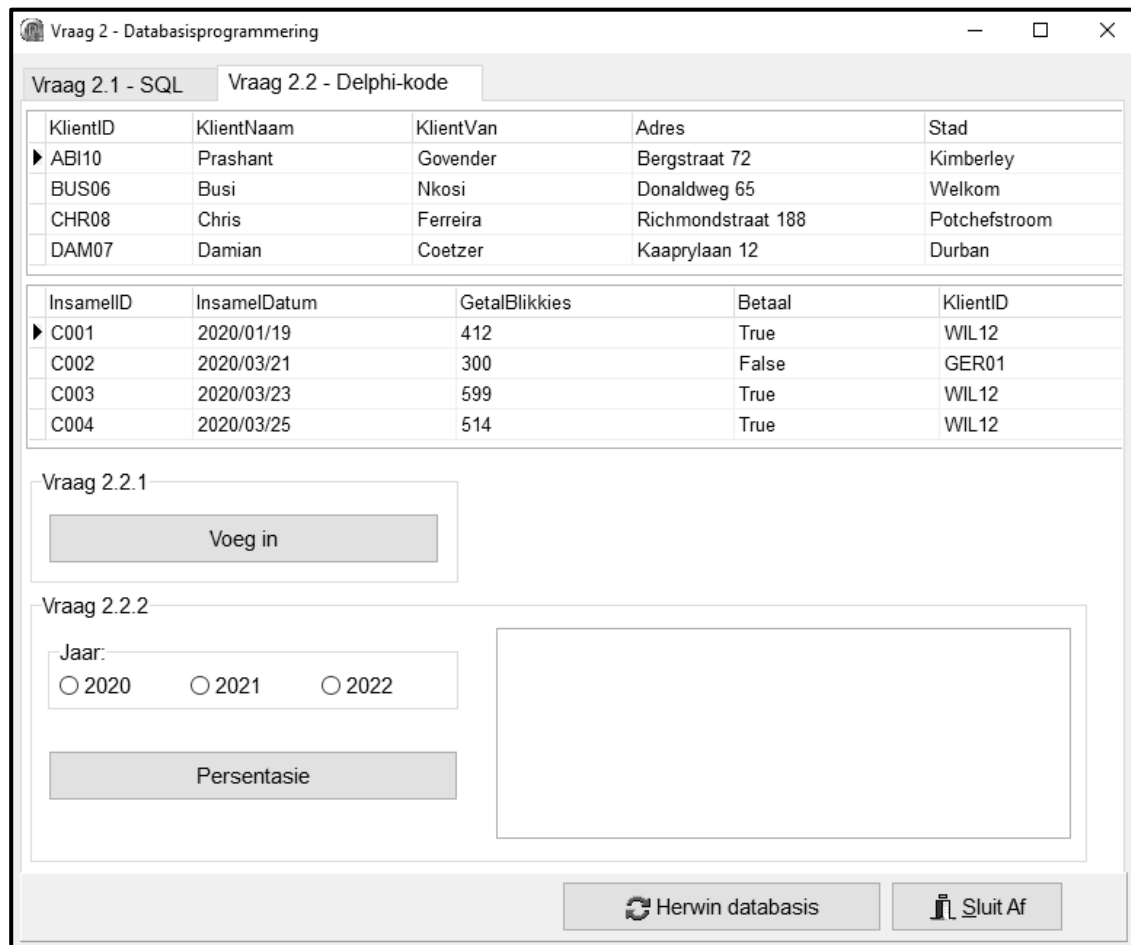 Vraag 2 - Databasisprogrammering
Vraag 2.1 - SQL Vraag 2.2 - Delphi-kode
KlientID KlientNaam KlientVan Adres Stad
ABI10 Prashant Govender Bergstraat 72 Kimberley
BUS06 Busi Nkosi Donaldweg 65 Welkom
CHR08 Chris Ferreira Richmondstraat 188 Potchefstroom
DAM07 Damian Coetzer Kaaprylaan 12 Durban
InsamelID InsamelDatum GetalBlikkies Betaal KlientID
C001 2020/01/19 412 True WIL12
C002 2020/03/21 300 False GER01
C003 2020/03/23 599 True WIL12
C004 2020/03/25 514 True WIL12
Vraag 2.2.1
Voeg in
Vraag 2.2.2
Jaar:
2020 2021 2022
Persentasie
Herwin databasis Sluit Af